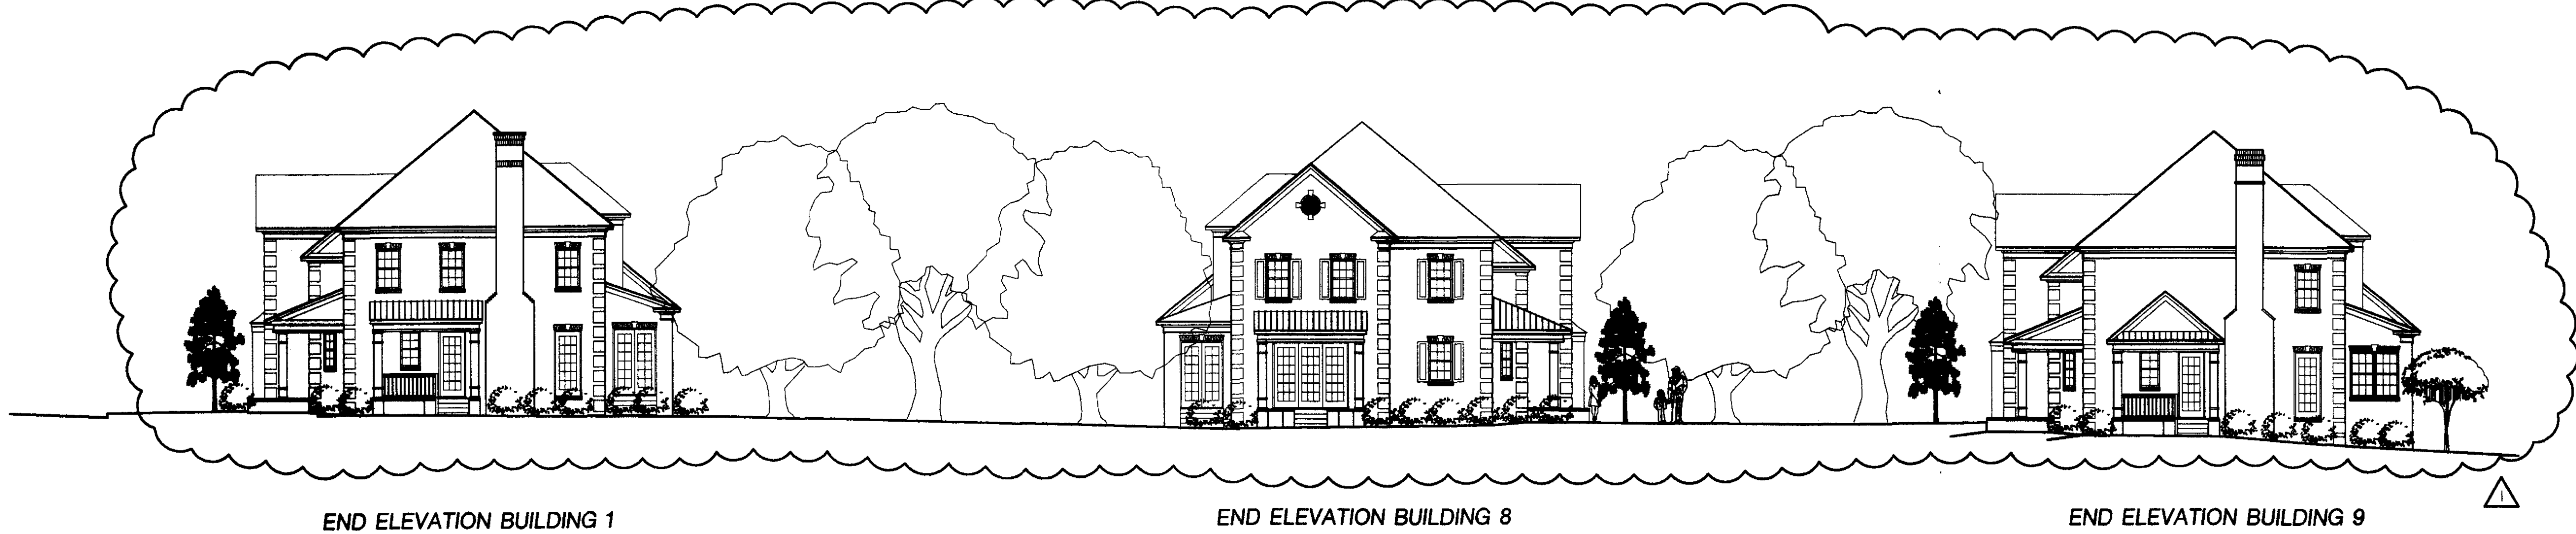 END ELEVATION BUILDING 1
END ELEVATION BUILDING 8
END ELEVATION BUILDING 9
1